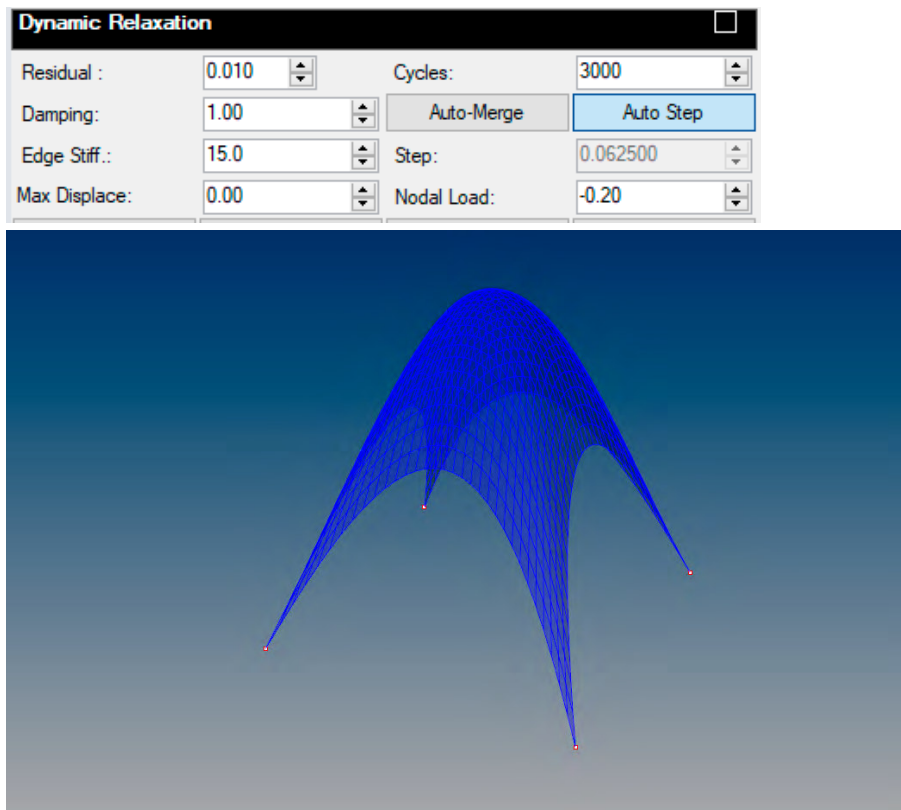 Dynamic Relaxation
Residual : 0.010 Cycles: 3000
Damping: 1.00 Auto-Merge Auto Step
Edge Stiff.: 15.0 Step: 0.062500
Max Displace: 0.00 Nodal Load: -0.20